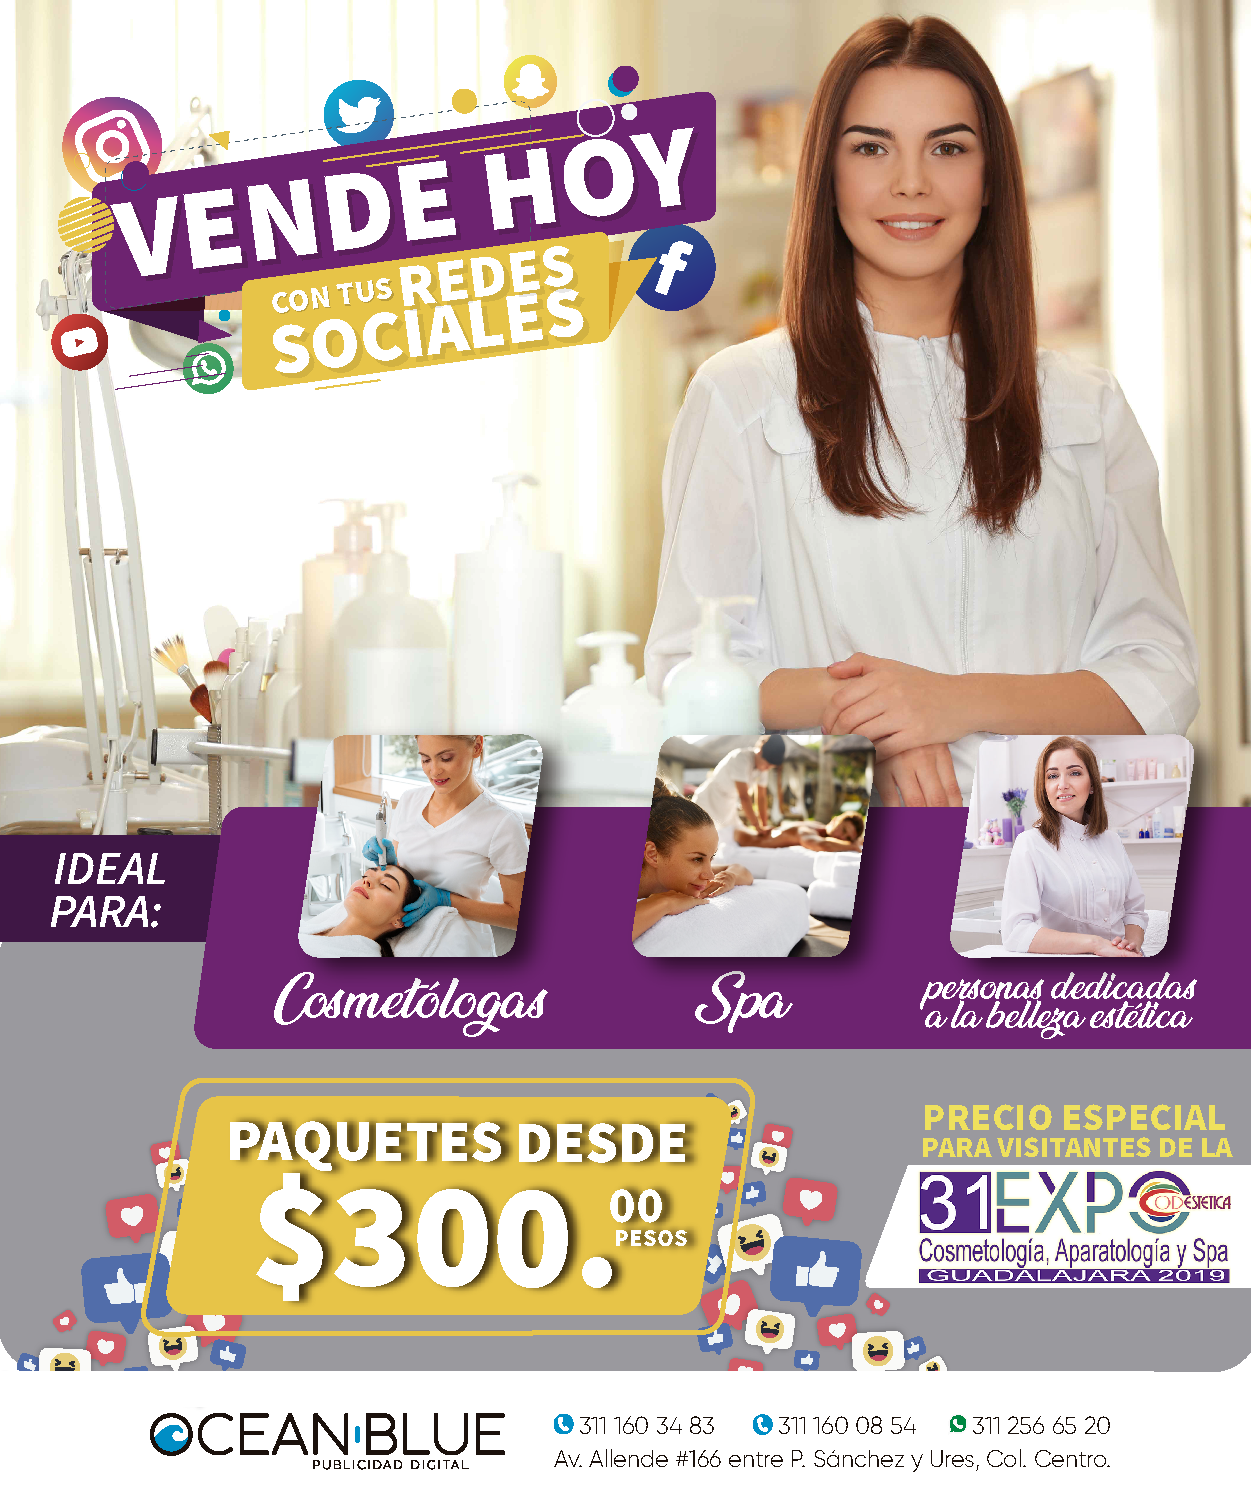 VENDE HOY
CON TUS REDES
SOCIALES
IDEAL
PARA:
Cosmetólogas
Spa
personas dedicadas
a la belleza estética
PAQUETES DESDE
$300.00
PESOS
PRECIO ESPECIAL
PARA VISITANTES DE LA
31EXPO CODESTETICA
Cosmetología, Aparatología y Spa
GUADALAJARA 2019
OCEAN BLUE
PUBLICIDAD DIGITAL
311 160 34 83 311 160 08 54 311 256 65 20
Av. Allende #166 entre P. Sánchez y Ures, Col. Centro.